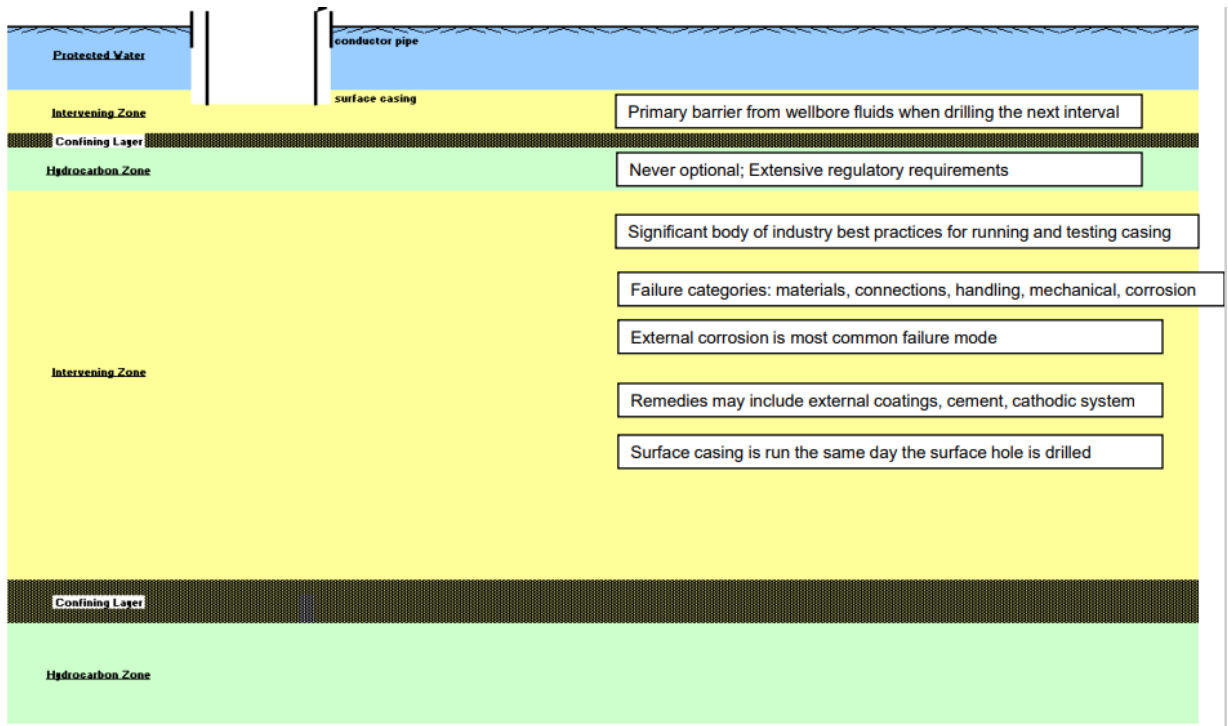 conductor pipe
Protected Water
surface casing
Intervening Zone
Primary barrier from wellbore fluids when drilling the next interval
Confining Layer
Hydrocarbon Zone
Never optional; Extensive regulatory requirements
Significant body of industry best practices for running and testing casing
Failure categories: materials, connections, handling, mechanical, corrosion
External corrosion is most common failure mode
Intervening Zone
Remedies may include external coatings, cement, cathodic system
Surface casing is run the same day the surface hole is drilled
Confining Layer
Hydrocarbon Zone